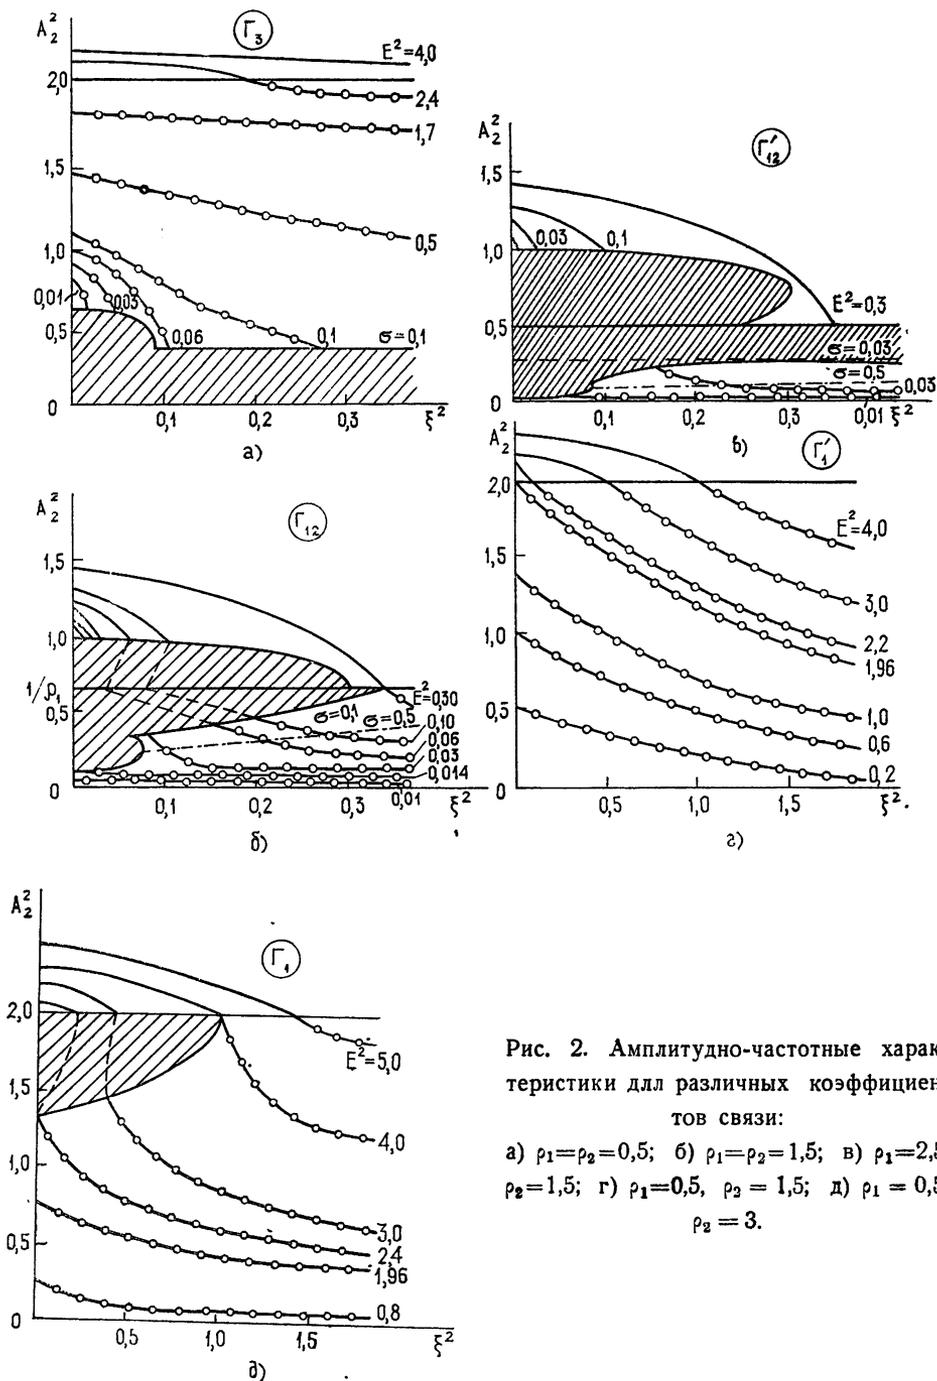 A₂²
Γ₃
E²=4,0
2,0
2,4
1,7
1,5
0,5
1,0
0,01
0,03
0,06
0,1
σ=0,1
0,5
0
0,1
0,2
0,3
ξ²
а)
A₂²
Γ₁₂′
1,5
1,0
0,03
0,1
E²=0,3
0,5
σ=0,03
σ=0,5
0,03
0
0,1
0,2
0,3
0,01
ξ²
в)
A₂²
Γ₁₂
1,5
1,0
1/ρ₁
0,5
σ=0,1
σ=0,5
E²=0,30
0,10
0,06
0,03
0,014
0
0,1
0,2
0,3
0,01
ξ²
б)
A₂²
Γ₁′
2,0
E²=4,0
1,5
3,0
1,0
2,2
1,96
0,5
1,0
0,6
0,2
0
0,5
1,0
1,5
ξ²
г)
A₂²
Γ₁
2,0
E²=5,0
1,5
4,0
1,0
3,0
0,5
2,4
1,96
0,8
0
0,5
1,0
1,5
ξ²
д)
Рис. 2. Амплитудно-частотные харак
теристики для различных коэффициен
тов связи:
а) ρ₁=ρ₂=0,5; б) ρ₁=ρ₂=1,5; в) ρ₁=2,5
ρ₂=1,5; г) ρ₁=0,5, ρ₂ = 1,5; д) ρ₁ = 0,5
ρ₂ = 3.